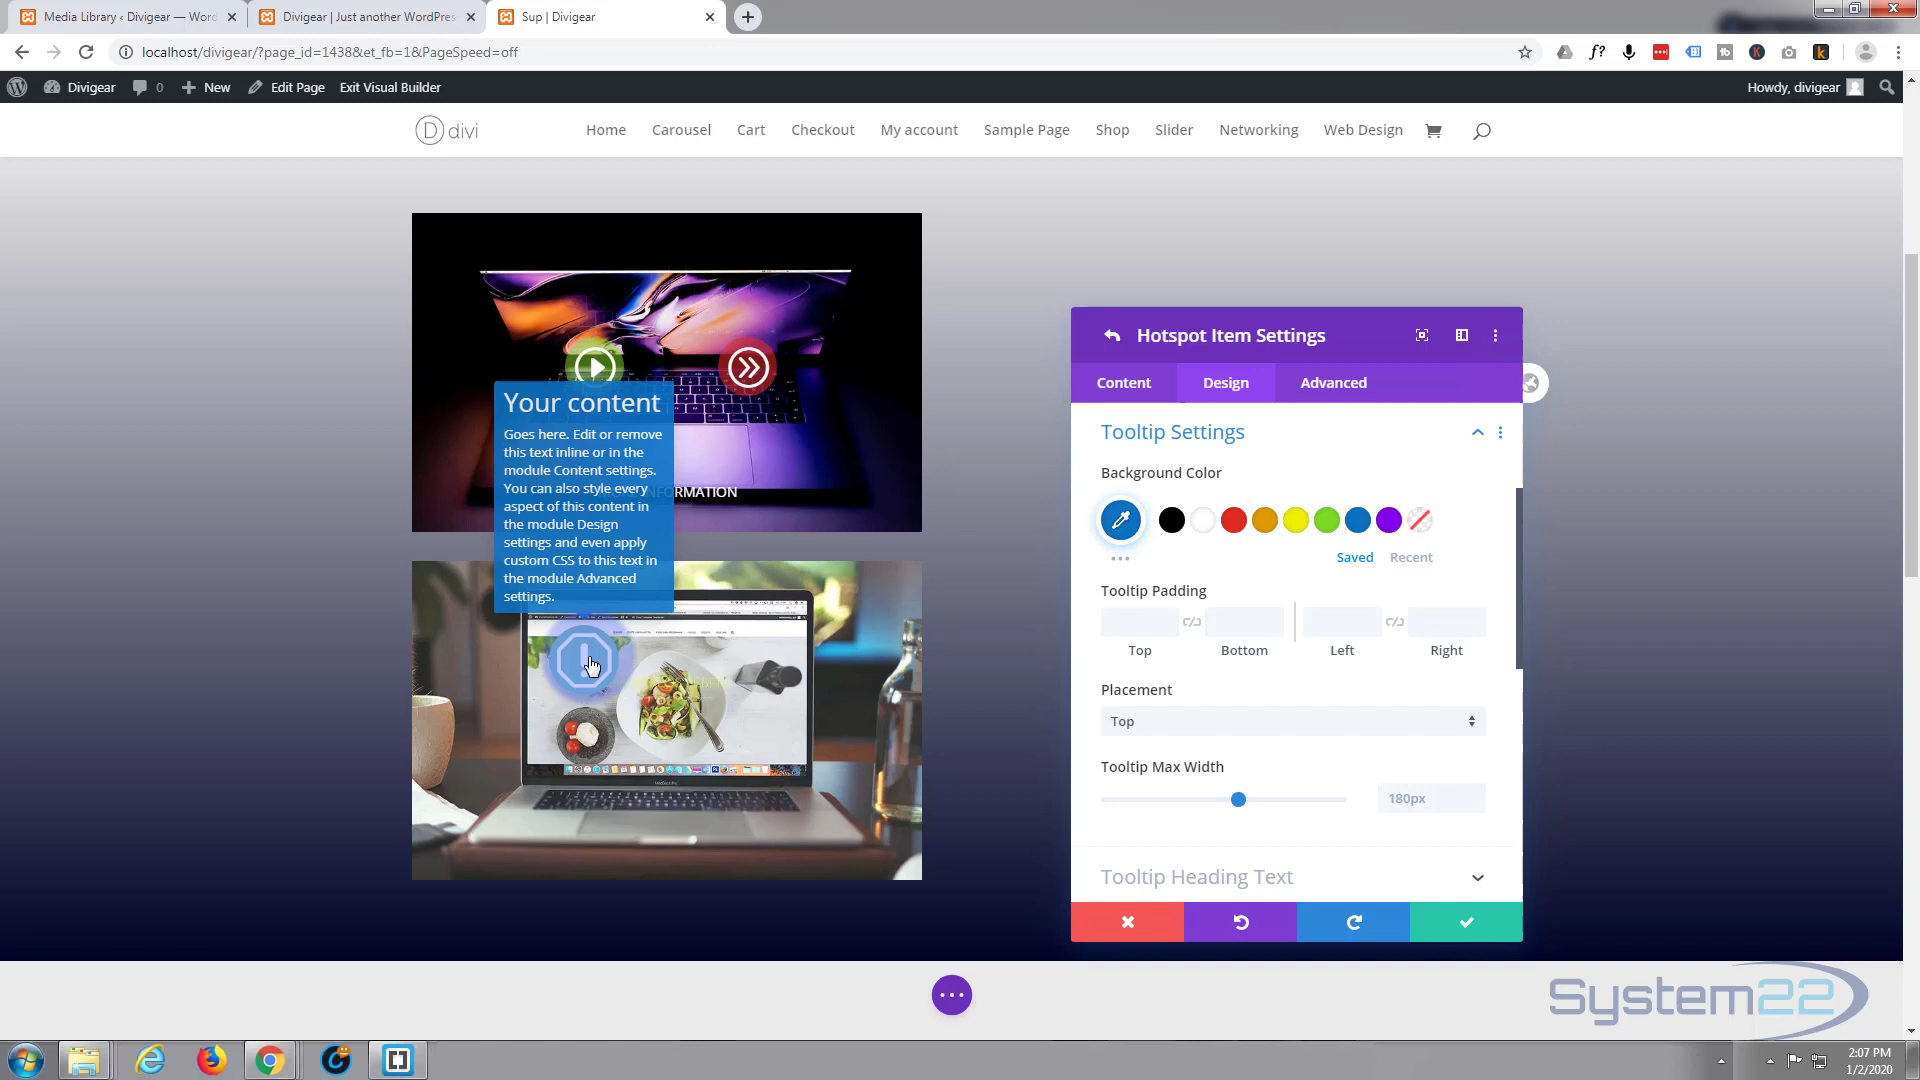 Media Library ‹ Divigear — Word
Divigear | Just another WordPres
Sup | Divigear
localhost/divigear/?page_id=1438&et_fb=1&PageSpeed=off
f?
Divigear
0
New
Edit Page
Exit Visual Builder
Howdy, divigear
D divi
Home
Carousel
Cart
Checkout
My account
Sample Page
Shop
Slider
Networking
Web Design
Your content
Goes here. Edit or remove
this text inline or in the
module Content settings.
You can also style every
aspect of this content in
the module Design
settings and even apply
custom CSS to this text in
the module Advanced
settings.
Hotspot Item Settings
Content
Design
Advanced
Tooltip Settings
Background Color
Saved
Recent
Tooltip Padding
Top
Bottom
Left
Right
Placement
Top
Tooltip Max Width
180px
Tooltip Heading Text
System22
2:07 PM
1/2/2020